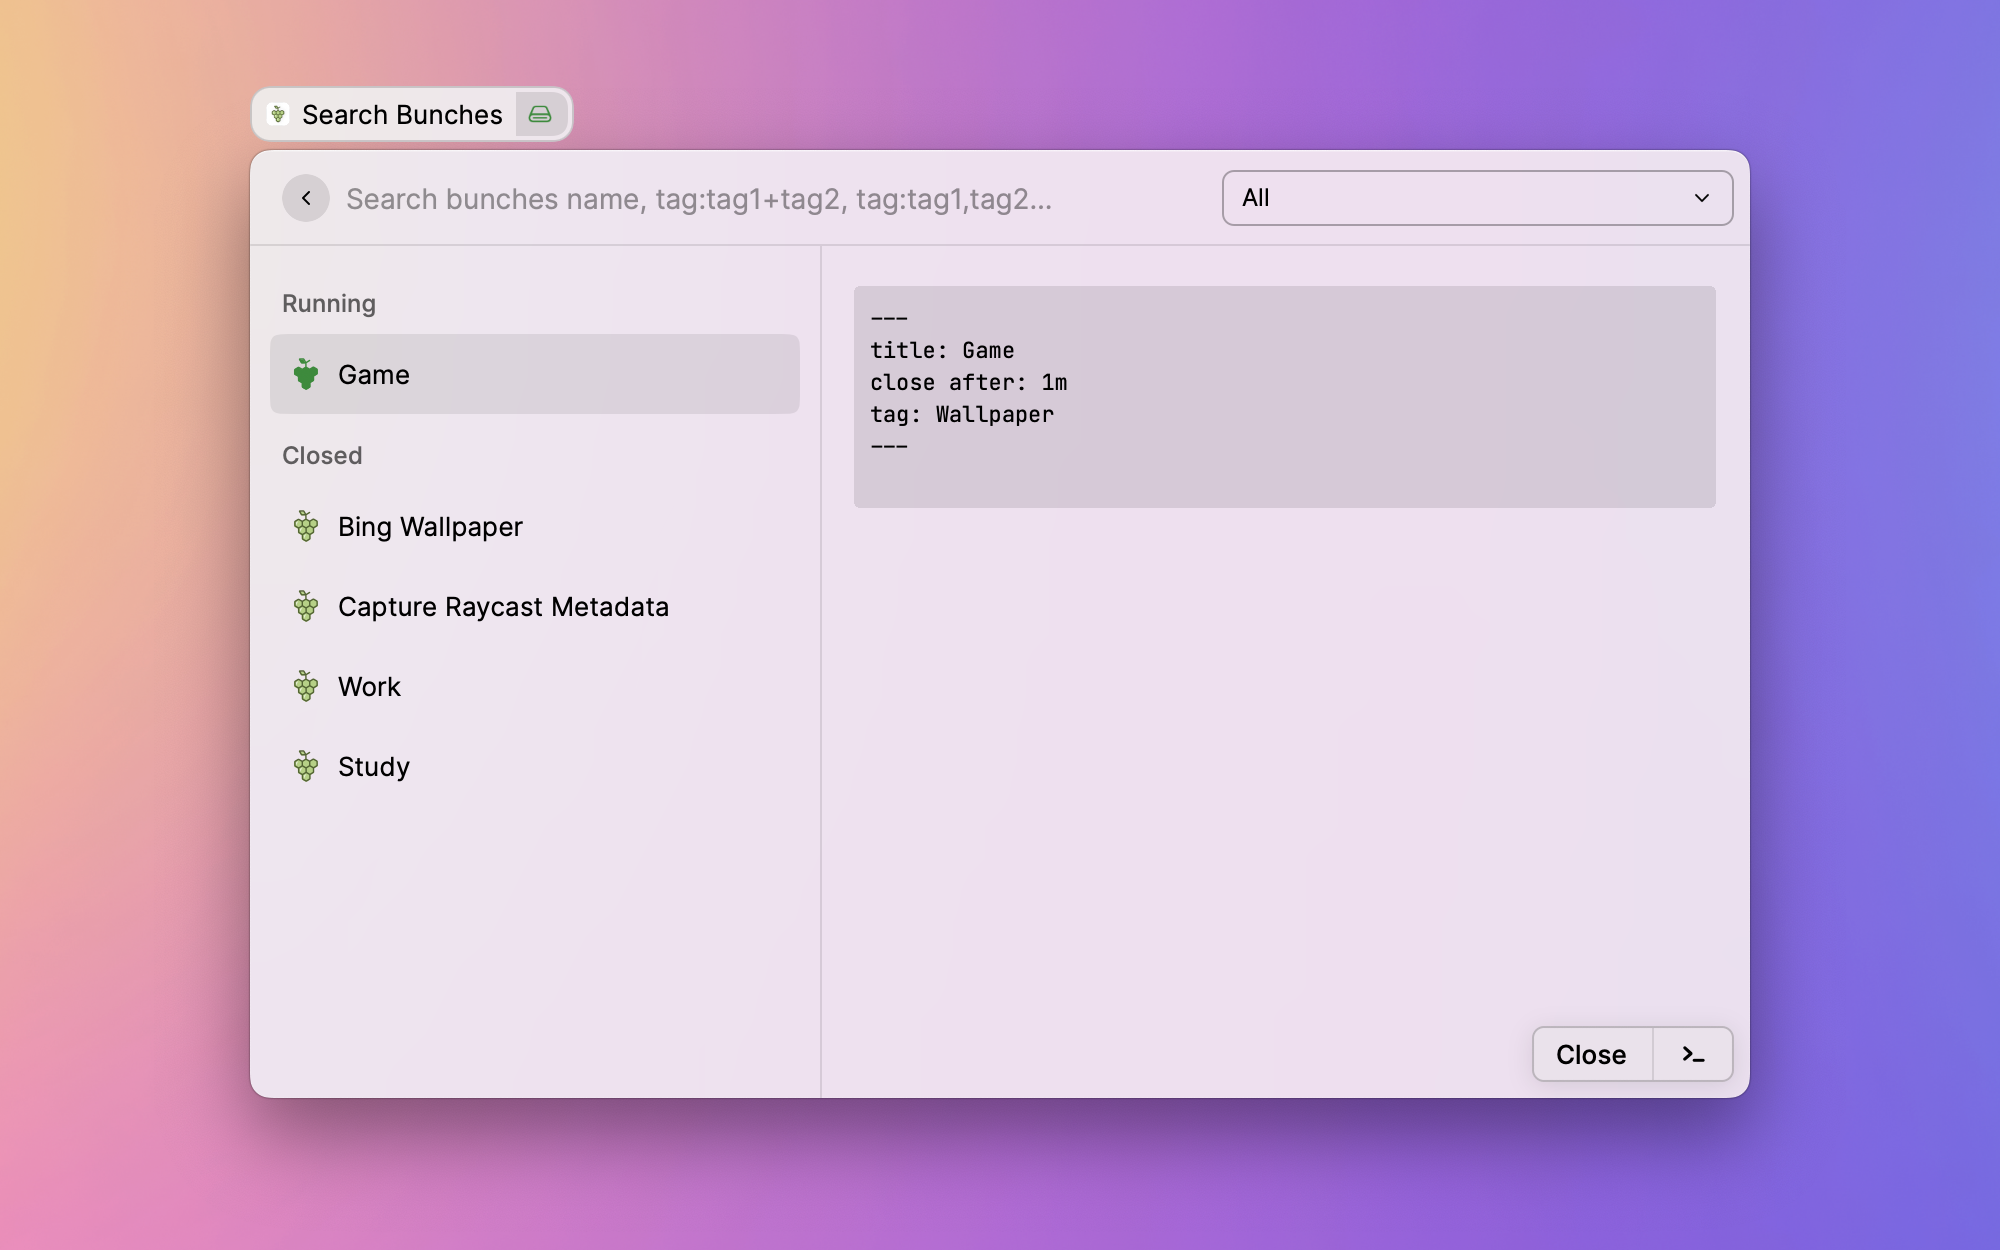 Search Bunches
Search bunches name, tag:tag1+tag2, tag:tag1,tag2...
All
Running
Game
Closed
Bing Wallpaper
Capture Raycast Metadata
Work
Study
---
title: Game
close after: 1m
tag: Wallpaper
---
Close